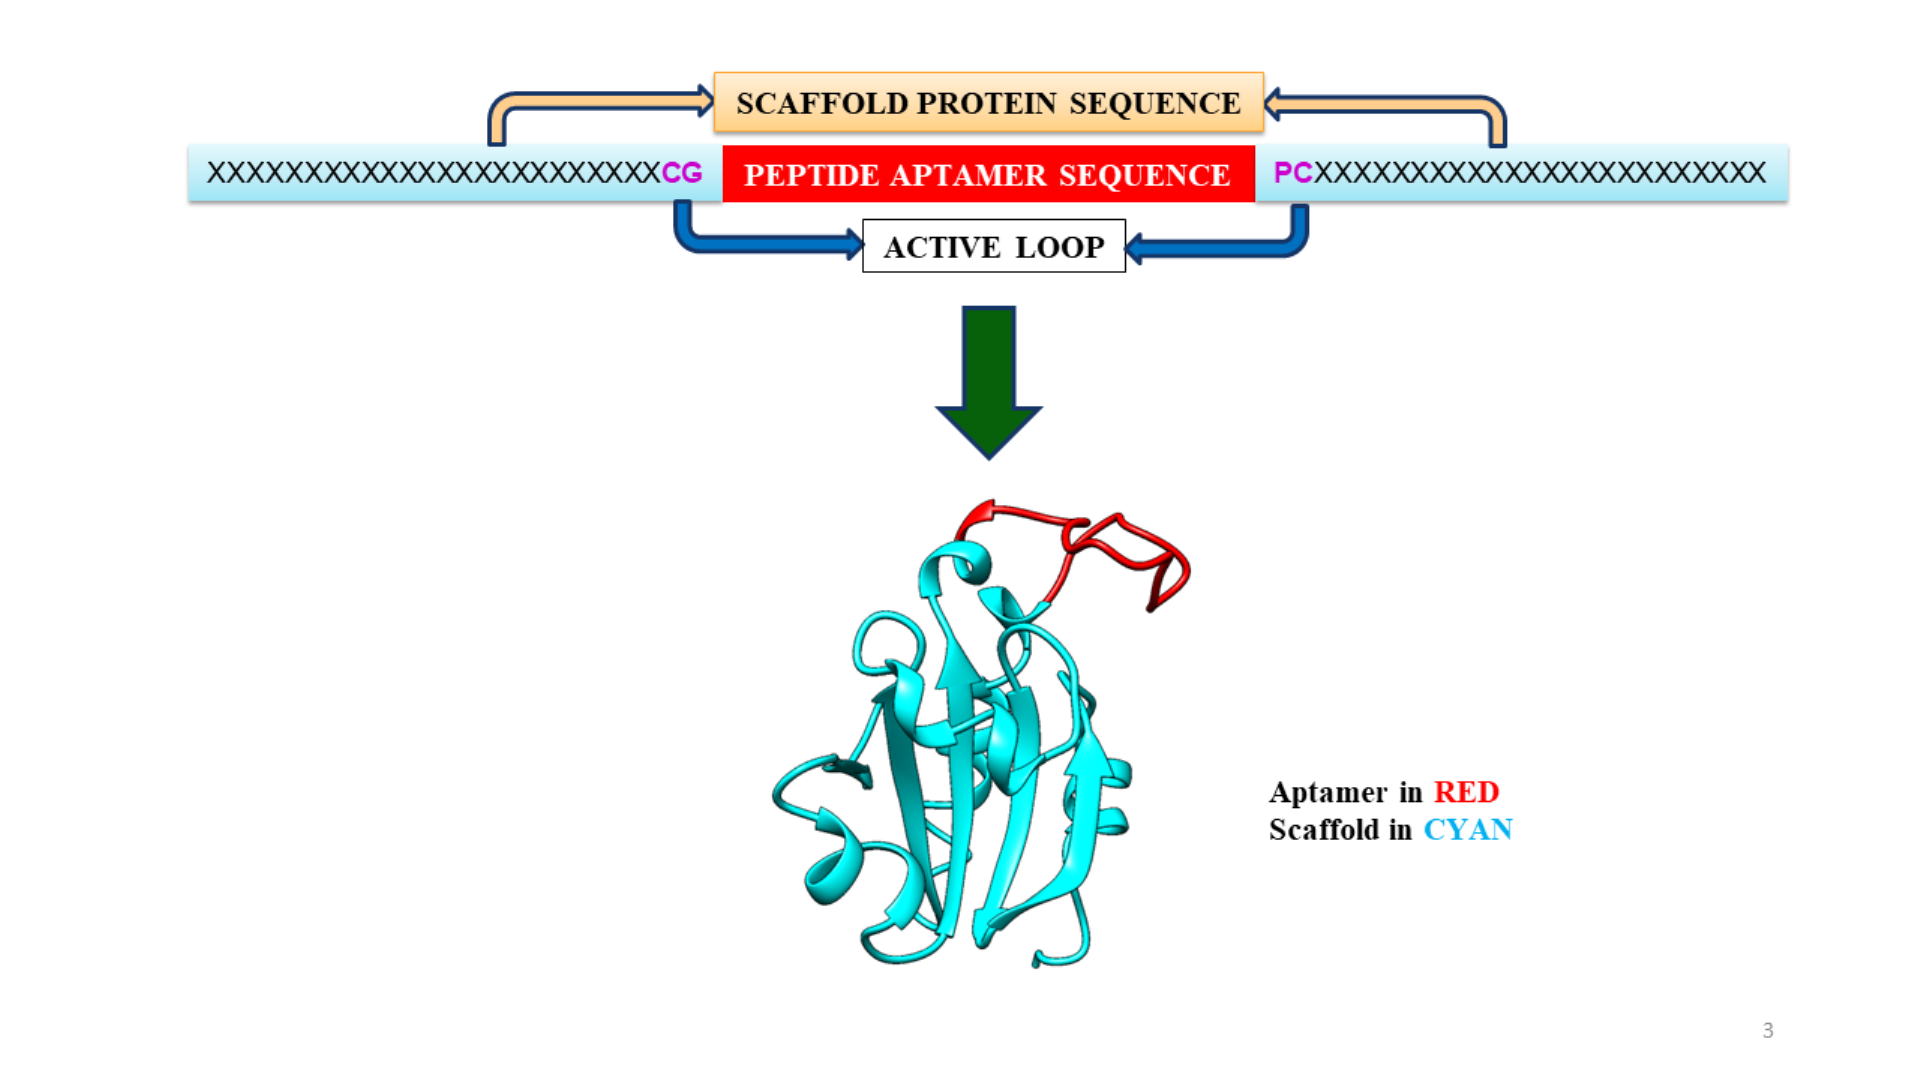 SCAFFOLD PROTEIN SEQUENCE
XXXXXXXXXXXXXXXXXXXXXXXXCG PEPTIDE APTAMER SEQUENCE PCXXXXXXXXXXXXXXXXXXXXXXXX
ACTIVE LOOP
Aptamer in RED
Scaffold in CYAN
3